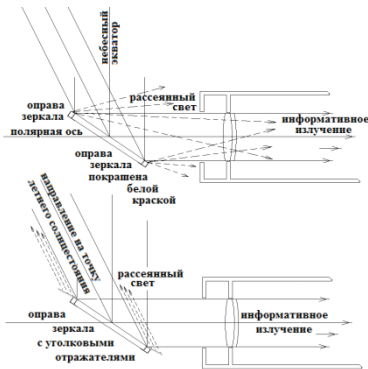 небесный
экватор
оправа
зеркала
рассеянный
свет
информативное
излучение
полярная ось
оправа
зеркала
покрашена
белой
краской
направление на точку
летнего солнцестояния
рассеянный
свет
оправа
зеркала
с уголковыми
отражателями
информативное
излучение